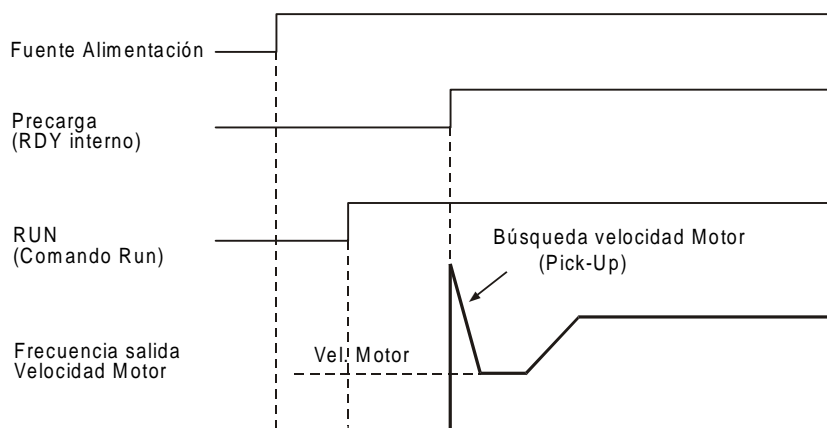 Fuente Alimentación
Precarga
(RDY interno)
RUN
(Comando Run)
Búsqueda velocidad Motor
(Pick-Up)
Frecuencia salida
Velocidad Motor
Vel. Motor